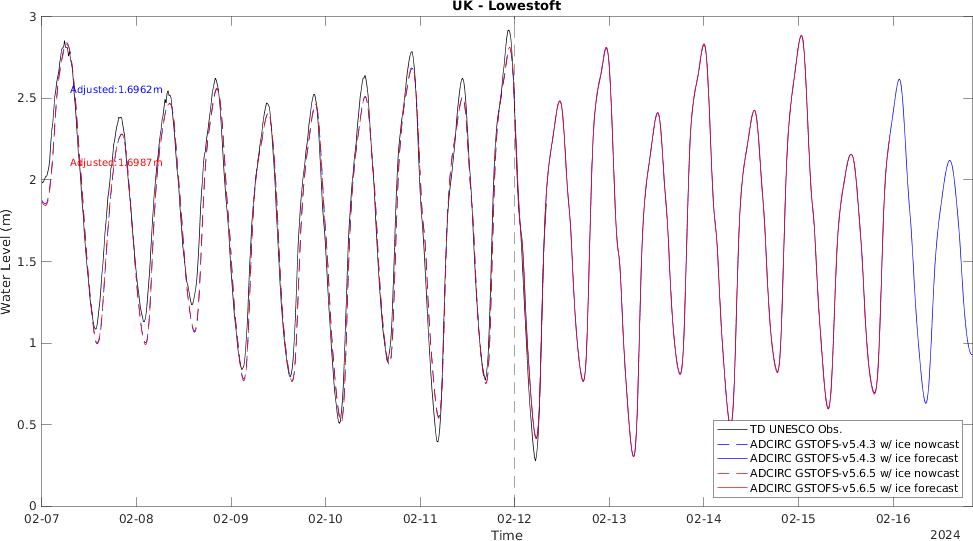 UK - Lowestoft
3
2.5
2
1.5
1
0.5
0
Water Level (m)
Adjusted:1.6962m
Adjusted:1.6987m
TD UNESCO Obs.
ADCIRC GSTOFS-v5.4.3 w/ ice nowcast
ADCIRC GSTOFS-v5.4.3 w/ ice forecast
ADCIRC GSTOFS-v5.6.5 w/ ice nowcast
ADCIRC GSTOFS-v5.6.5 w/ ice forecast
02-07 02-08 02-09 02-10 02-11 02-12 02-13 02-14 02-15 02-16
Time
2024